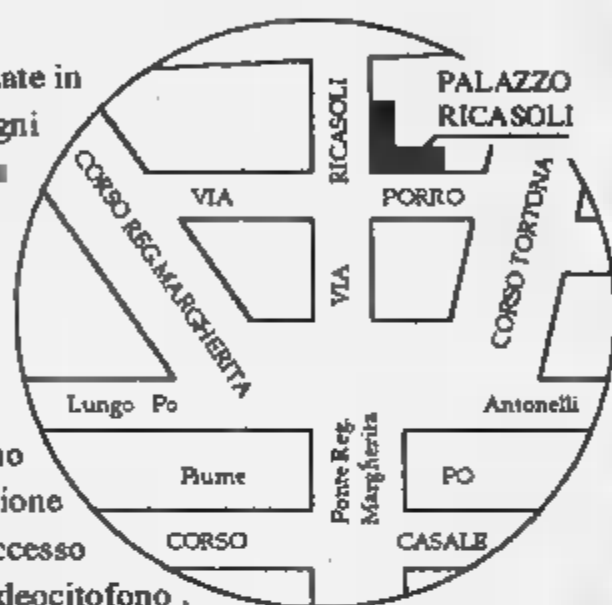 ate in
gni
PALAZZO
RICASOLI
RICASOLI
VIA
PORRO
CORSO REG.MARGHERITA
VIA
CORSO TORTONA
Lungo Po
Antonelli
Ponte Reg.
Margherita
Fiume
PO
CORSO
CASALE
no
ione
ccesso
deocitofono .